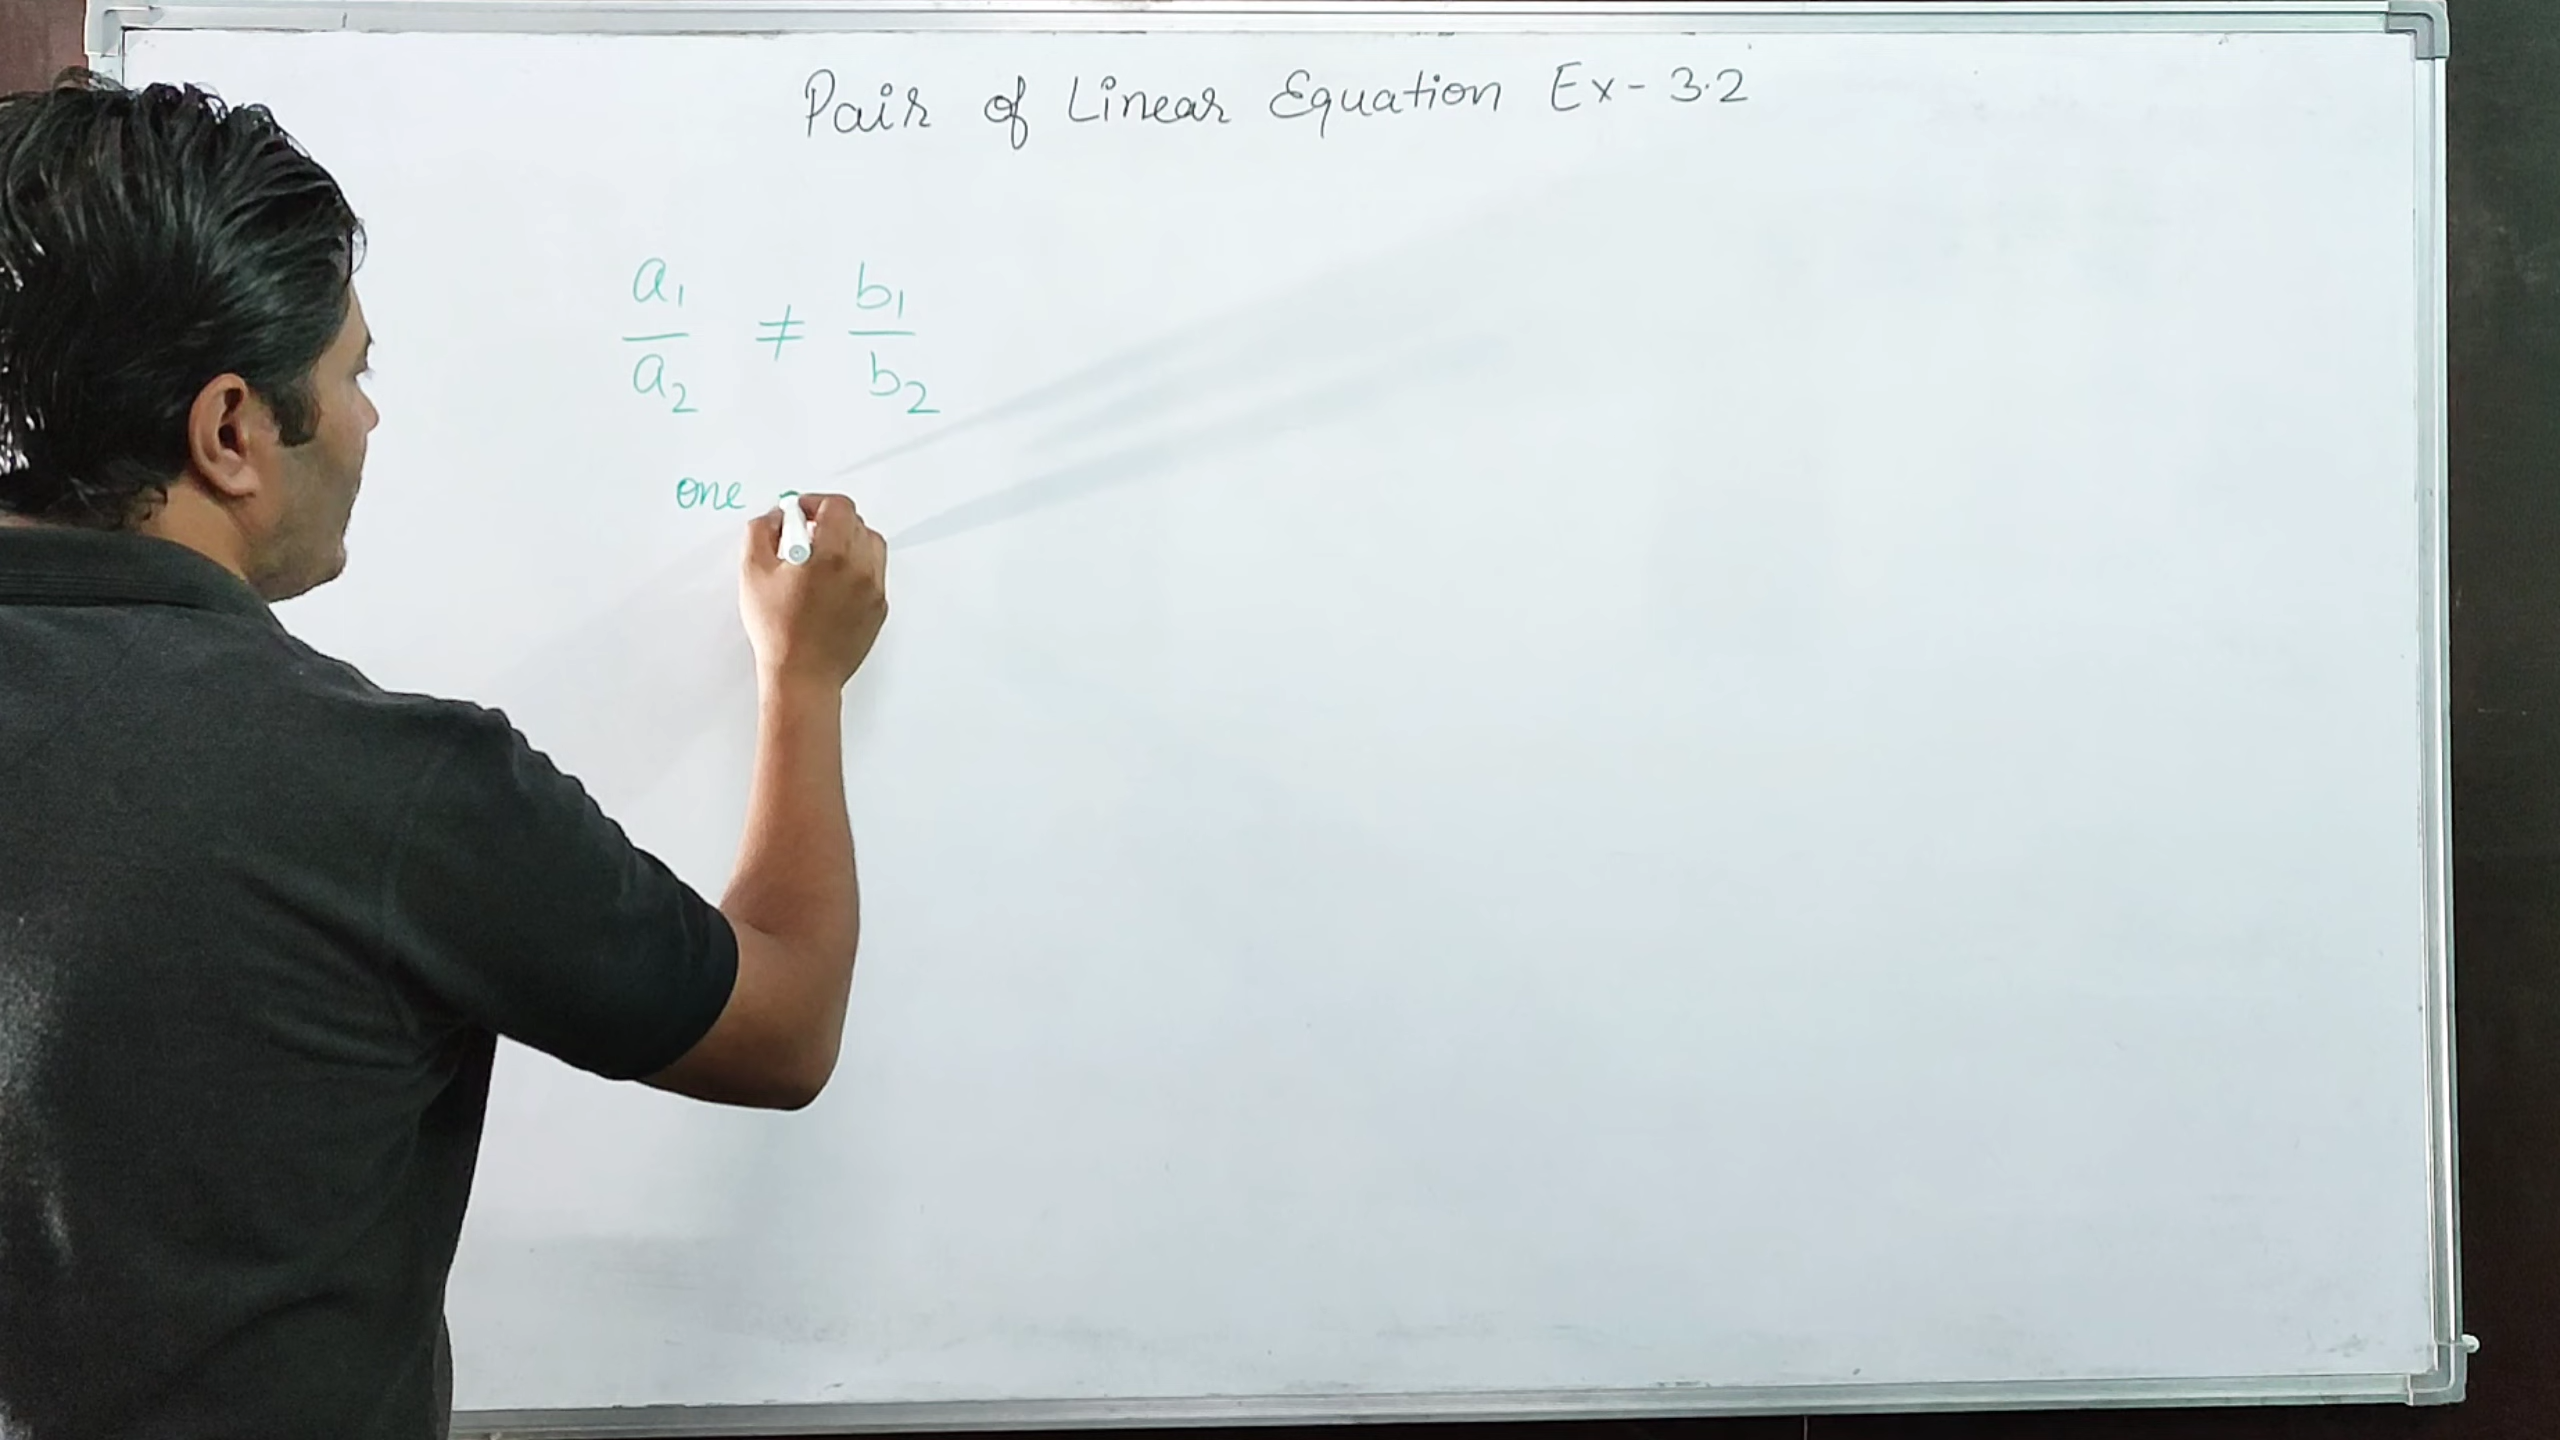 Pair of Linear Equation Ex - 3.2
a₁/a₂ ≠ b₁/b₂
one